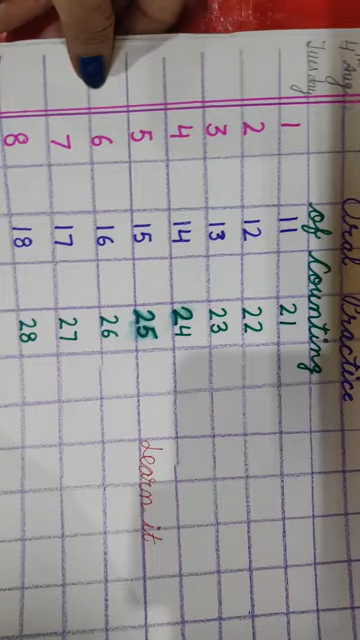 4th Aug
Tuesday
Oral Practice
of Counting
1 11 21
2 12 22
3 13 23
4 14 24
5 15 25 Learn it
6 16 26
7 17 27
8 18 28